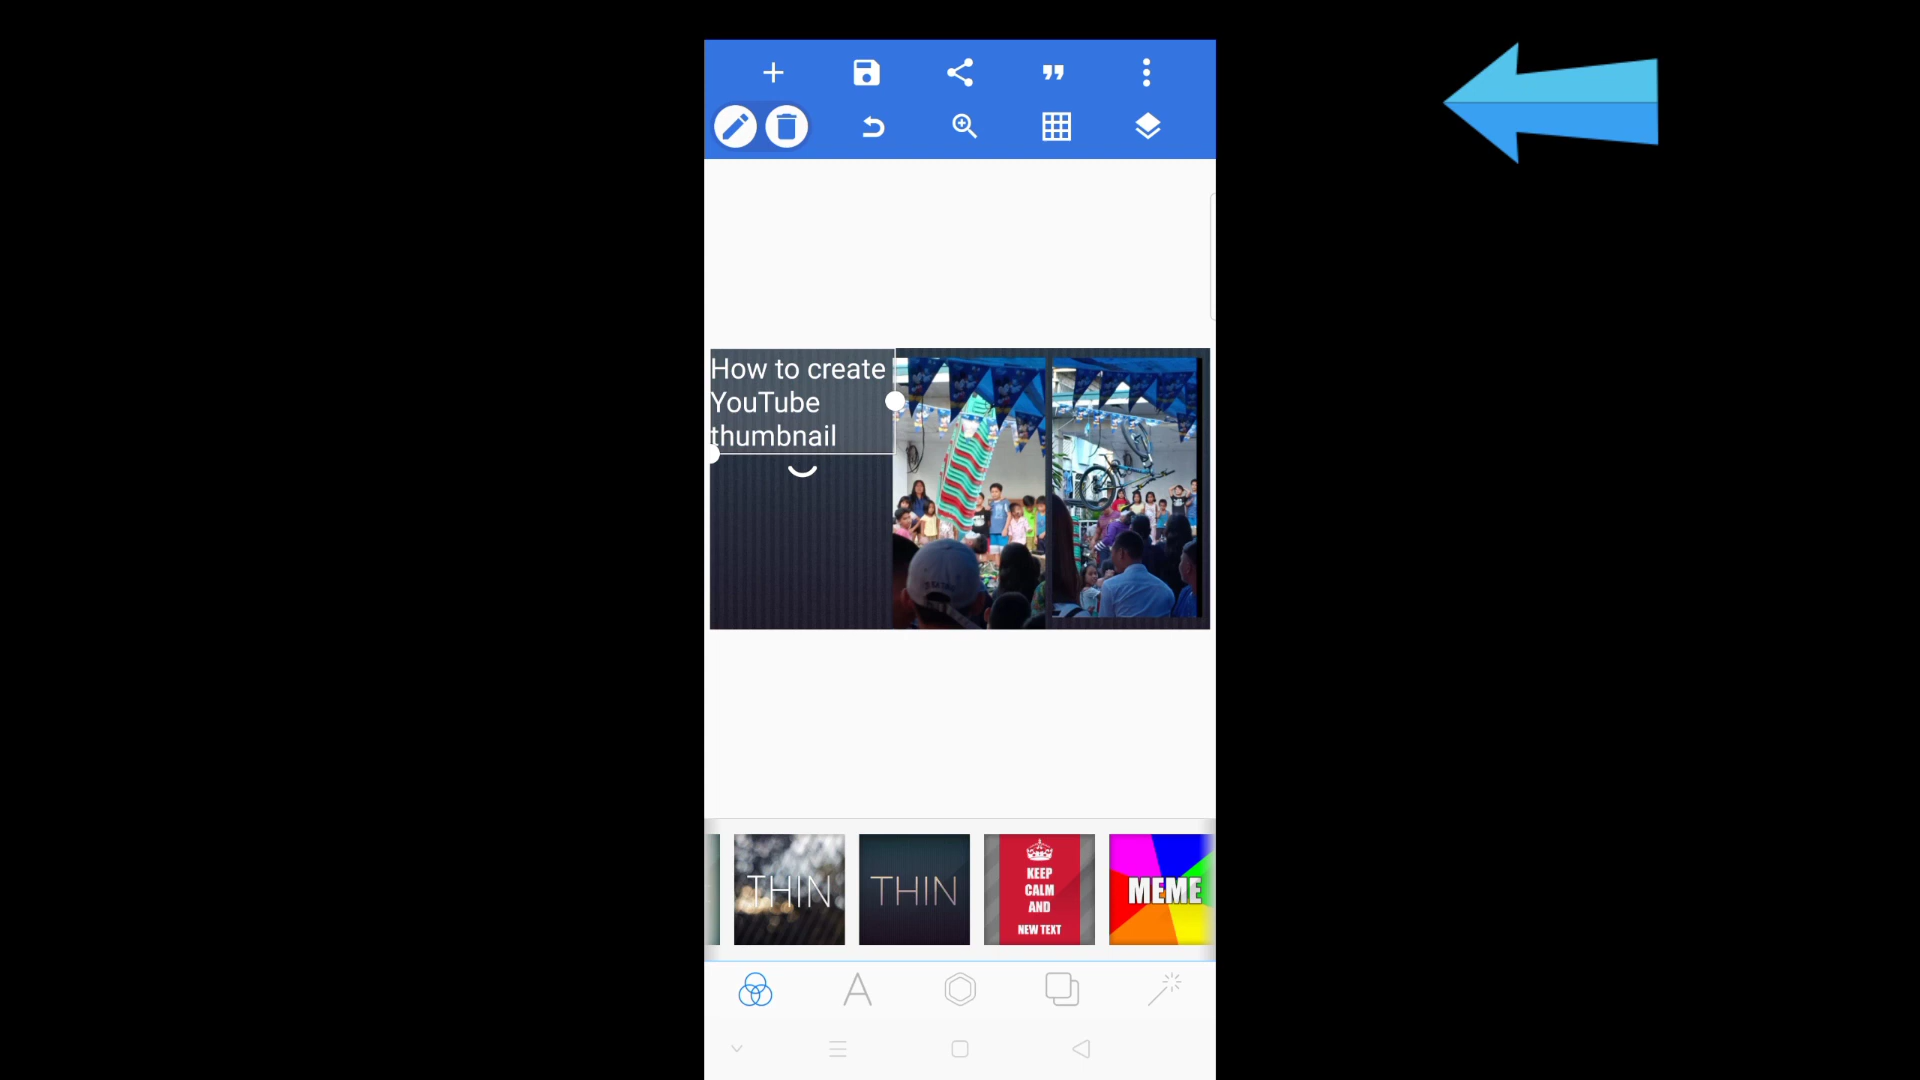 How to create
YouTube
thumbnail
THIN
THIN
KEEP
CALM
AND
NEW TEXT
MEME